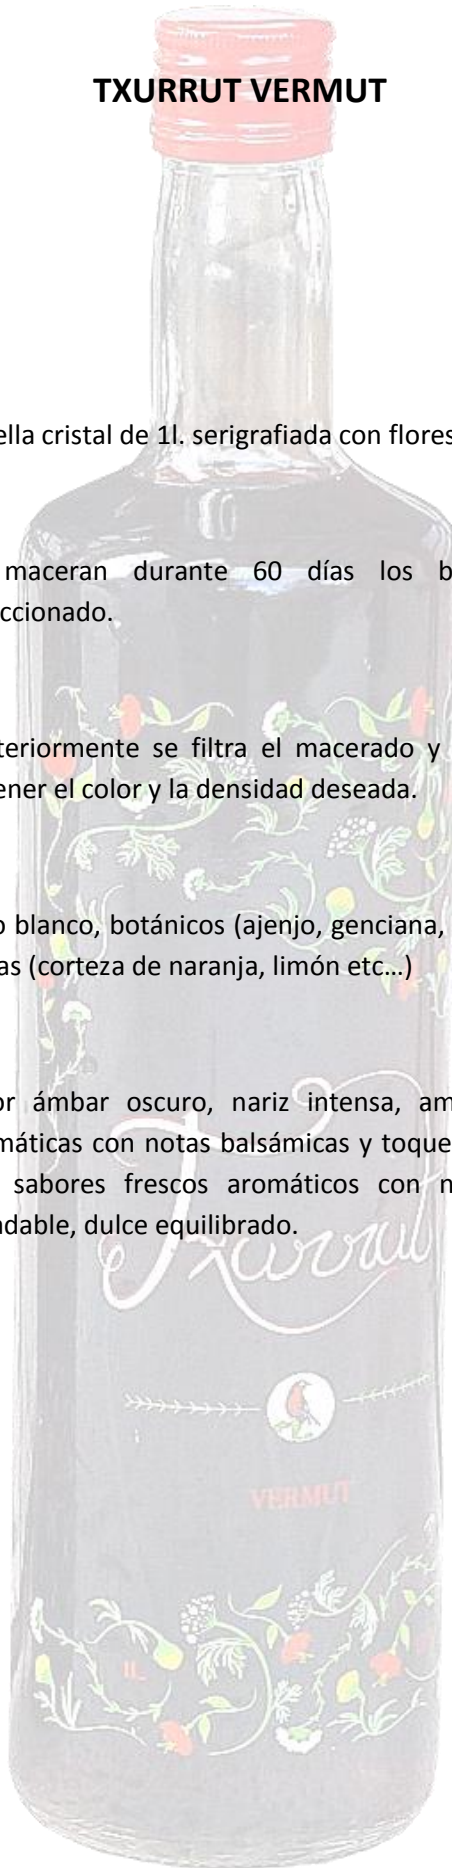 TXURRUT VERMUT
ella cristal de 1l. serigrafiada con flores
maceran durante 60 días los b
ccionado.
teriormente se filtra el macerado y
ener el color y la densidad deseada.
o blanco, botánicos (ajenjo, genciana,
as (corteza de naranja, limón etc...)
or ámbar oscuro, nariz intensa, am
máticas con notas balsámicas y toque
sabores frescos aromáticos con n
dable, dulce equilibrado.
Txurrut
VERMUT
1L